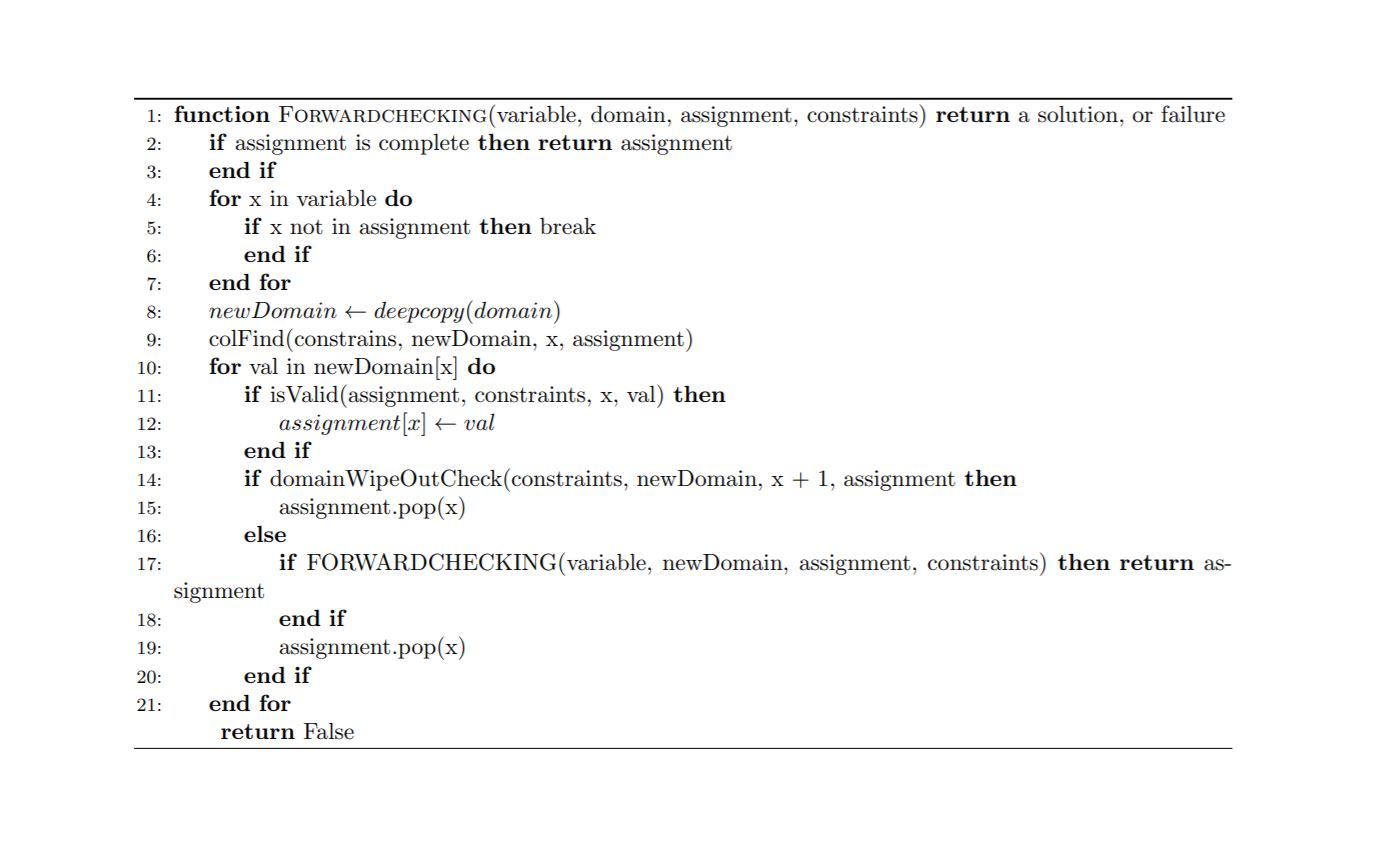 1: function FORWARDCHECKING(variable, domain, assignment, constraints) return a solution, or failure
2: if assignment is complete then return assignment
3: end if
4: for x in variable do
5: if x not in assignment then break
6: end if
7: end for
8: newDomain ← deepcopy(domain)
9: colFind(constrains, newDomain, x, assignment)
10: for val in newDomain[x] do
11: if isValid(assignment, constraints, x, val) then
12: assignment[x] ← val
13: end if
14: if domainWipeOutCheck(constraints, newDomain, x + 1, assignment then
15: assignment.pop(x)
16: else
17: if FORWARDCHECKING(variable, newDomain, assignment, constraints) then return as-
signment
18: end if
19: assignment.pop(x)
20: end if
21: end for
return False